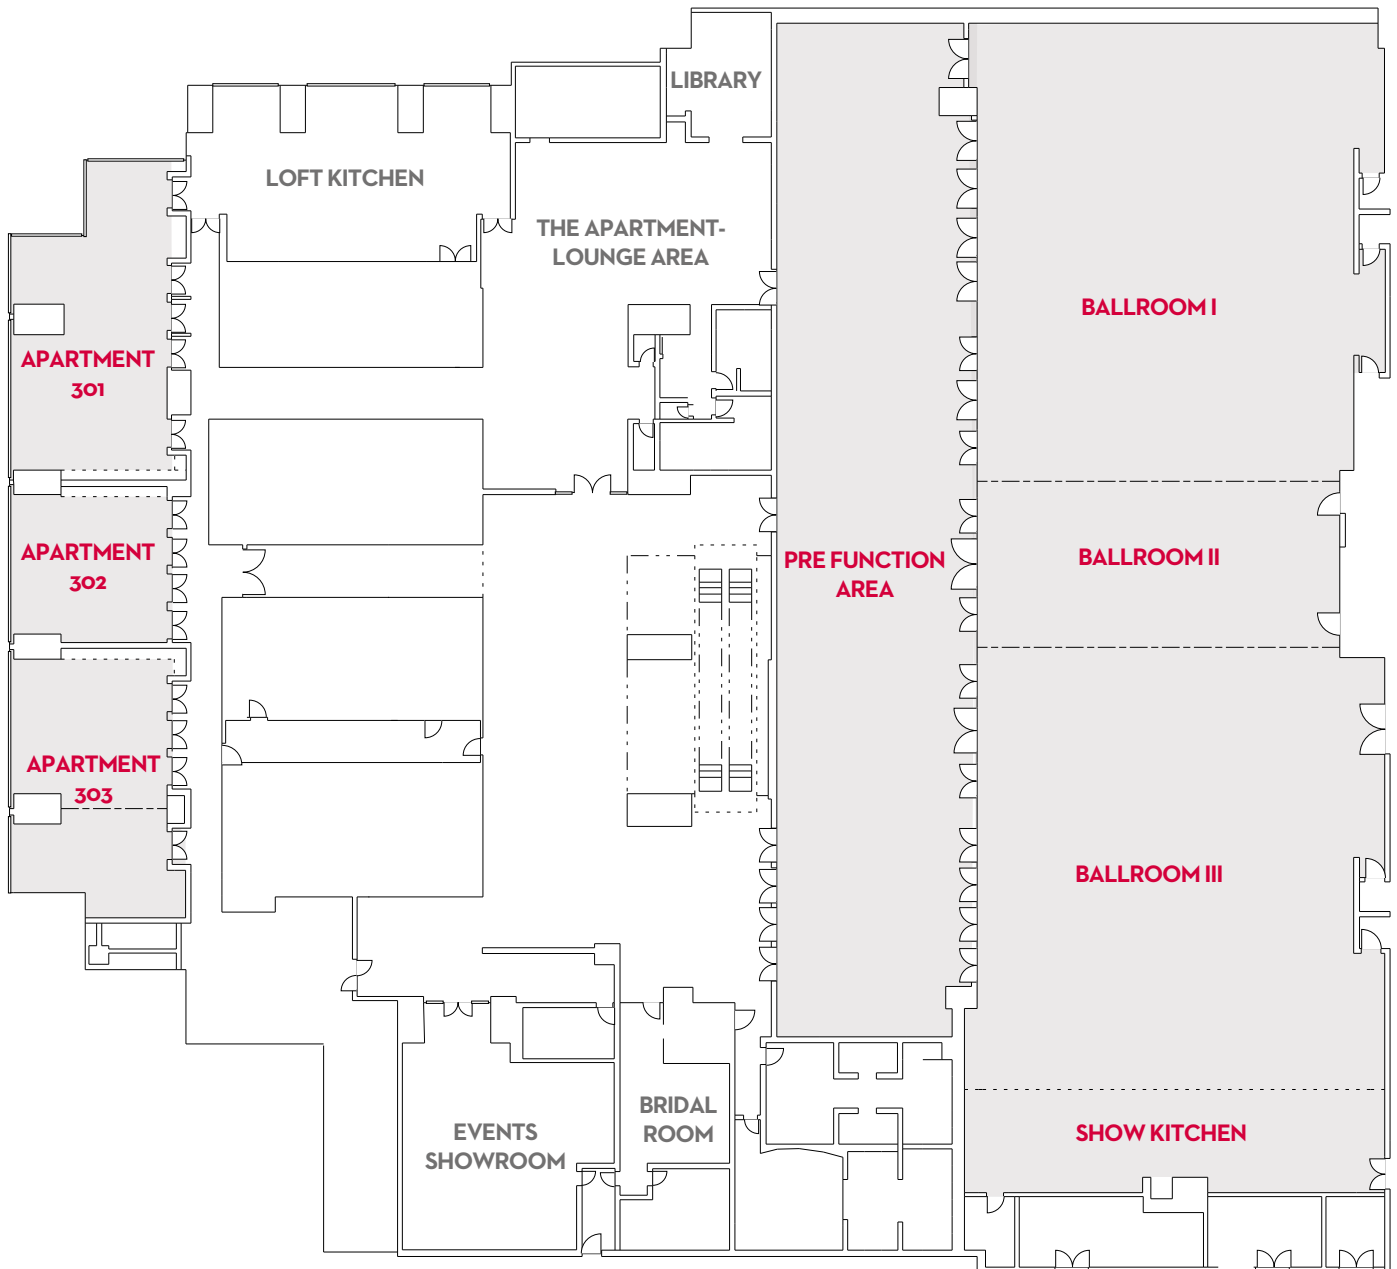 LIBRARY
LOFT KITCHEN
THE APARTMENT-
LOUNGE AREA
BALLROOM I
APARTMENT
301
APARTMENT
302
PRE FUNCTION
AREA
BALLROOM II
APARTMENT
303
BALLROOM III
EVENTS
SHOWROOM
BRIDAL
ROOM
SHOW KITCHEN